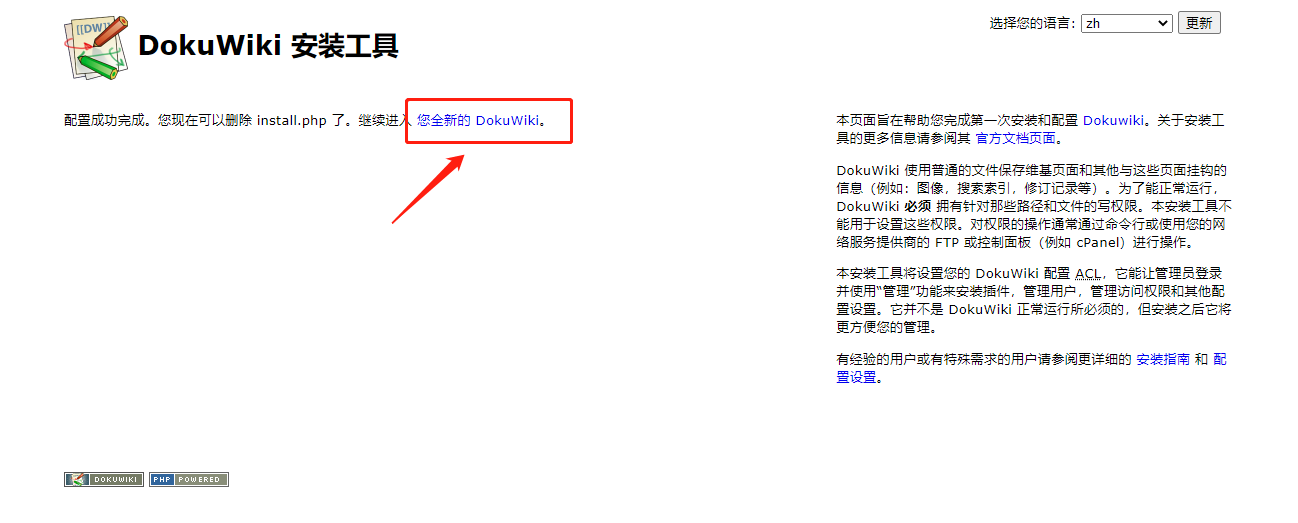 [[DW]]
DokuWiki 安装工具
选择您的语言： zh 更新
配置成功完成。您现在可以删除 install.php 了。继续进入 您全新的 DokuWiki。
本页面旨在帮助您完成第一次安装和配置 Dokuwiki。关于安装工
具的更多信息请参阅其 官方文档页面。
DokuWiki 使用普通的文件保存维基页面和其他与这些页面挂钩的
信息（例如：图像，搜索索引，修订记录等）。为了能正常运行，
DokuWiki 必须 拥有针对那些路径和文件的写权限。本安装工具不
能用于设置这些权限。对权限的操作通常通过命令行或使用您的网
络服务提供商的 FTP 或控制面板（例如 cPanel）进行操作。
本安装工具将设置您的 DokuWiki 配置 ACL，它能让管理员登录
并使用“管理”功能来安装插件，管理用户，管理访问权限和其他配
置设置。它并不是 DokuWiki 正常运行所必须的，但安装之后它将
更方便您的管理。
有经验的用户或有特殊需求的用户请参阅更详细的 安装指南 和 配
置设置。
DOKUWIKI PHP POWERED